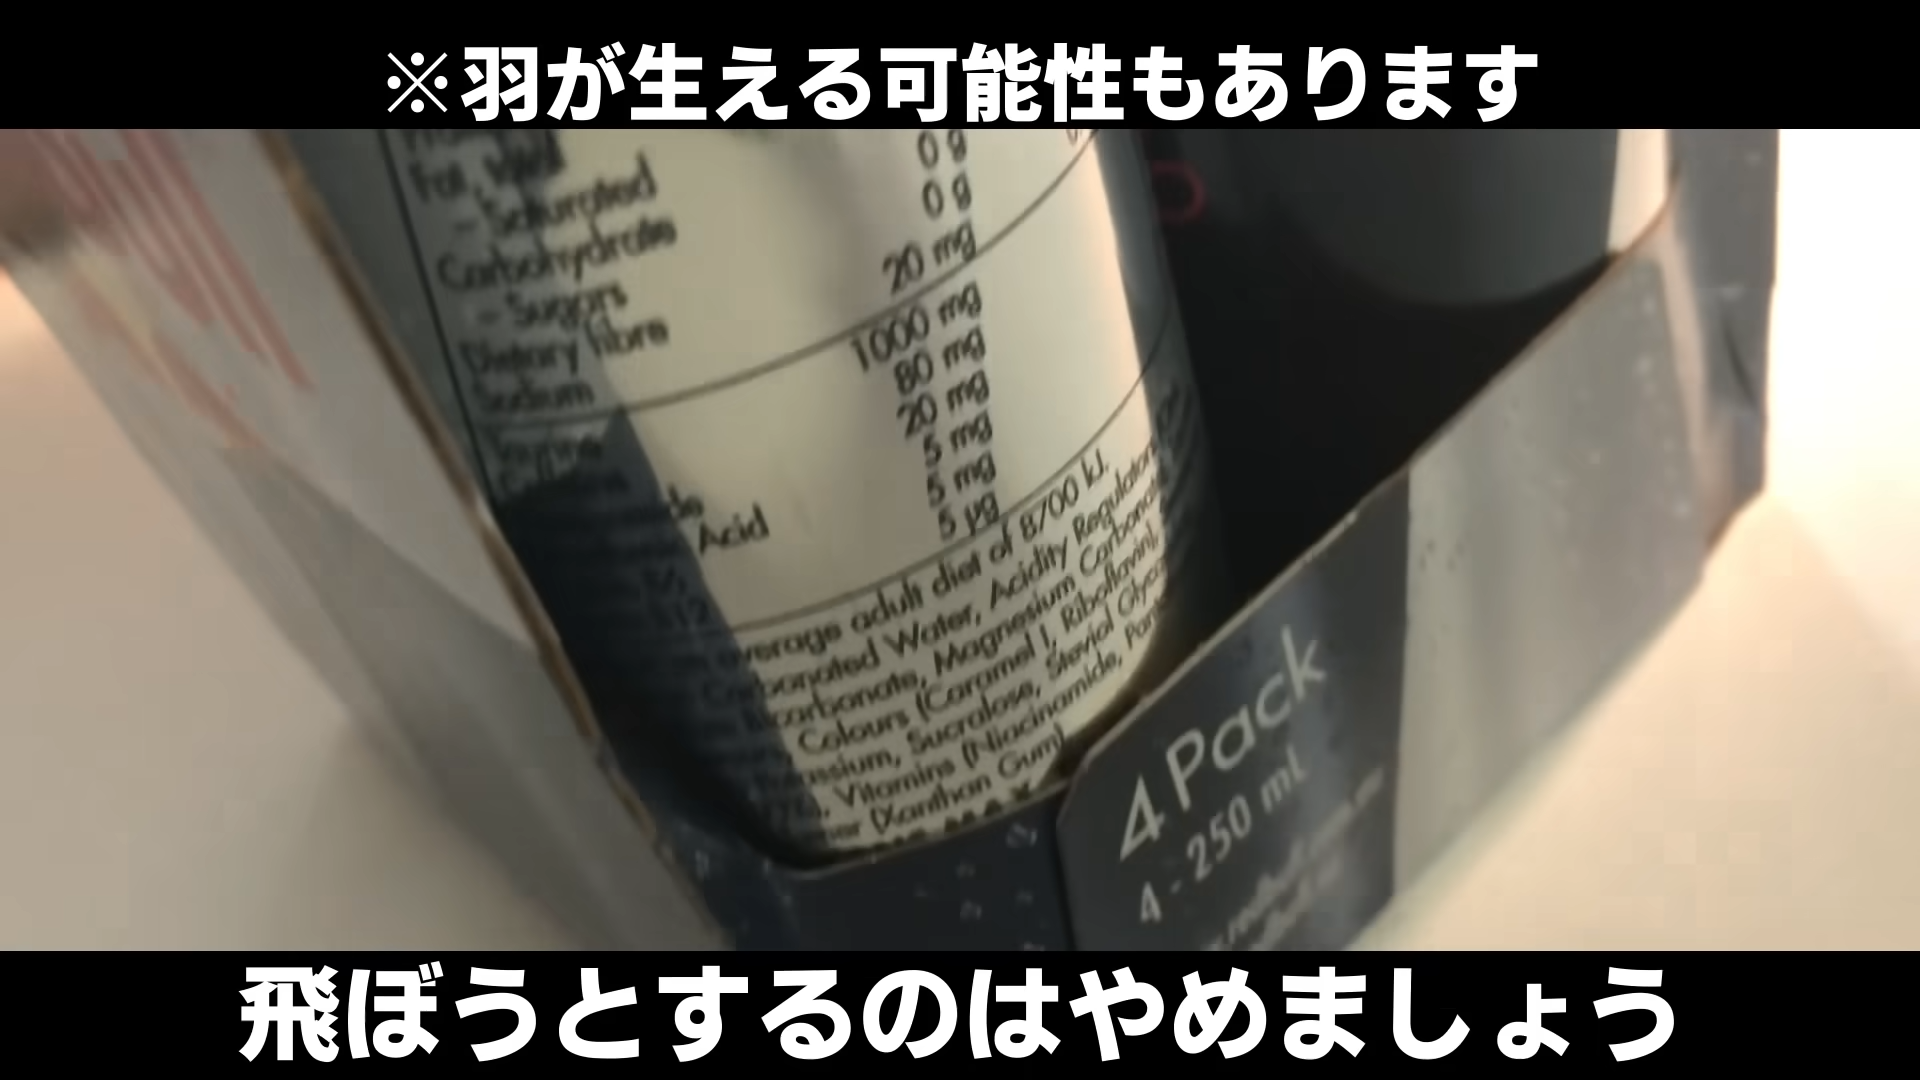 ※羽が生える可能性もあります
Fat, total
0 g
- Saturated
0 g
Carbohydrate
- Sugars
20 mg
Dietary fibre
1000 mg
Sodium
80 mg
20 mg
5 mg
5 mg
Acid
5 µg
average adult diet of 8700 kJ.
Carbonated Water, Acidity Regulator
Magnesium Carbonate
Colours (Caramel I, Riboflavin),
Sucralose, Steviol Glyco
Vitamins (Niacinamide, Pan
(Xanthan Gum)
4 Pack
4 - 250 ml
飛ぼうとするのはやめましょう